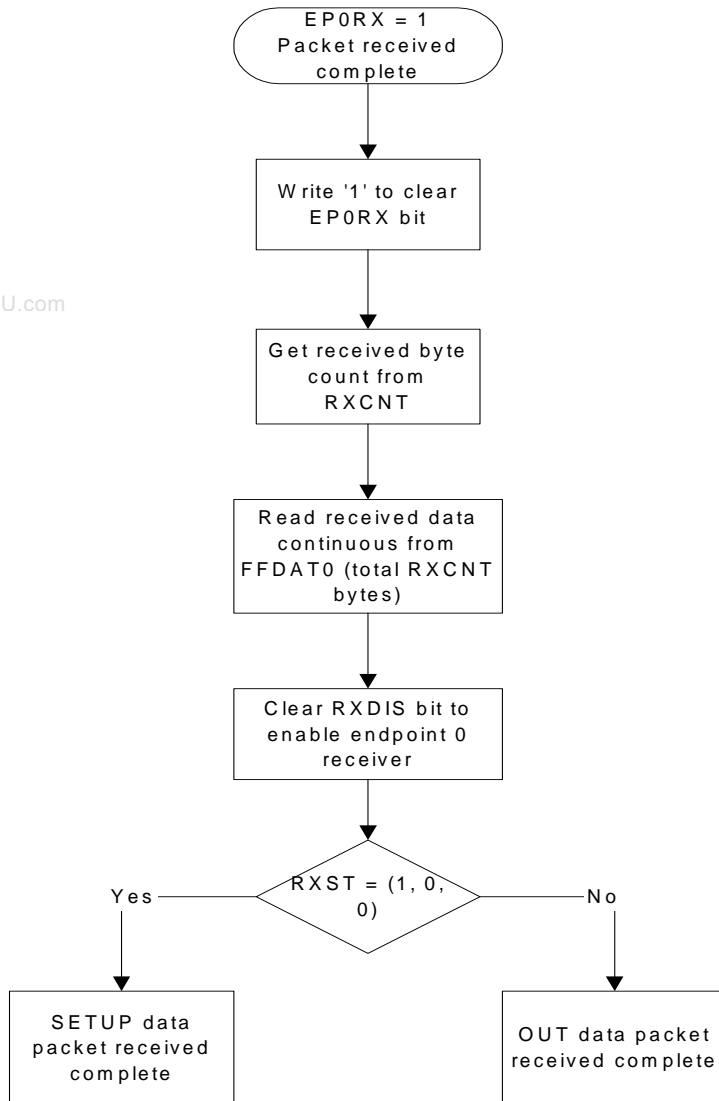 EP0RX = 1
Packet received
complete
Write '1' to clear
EP0RX bit
U.com
Get received byte
count from
RXCNT
Read received data
continuous from
FFDAT0 (total RXCNT
bytes)
Clear RXDIS bit to
enable endpoint 0
receiver
RXST = (1, 0,
0)
Yes
No
SETUP data
packet received
complete
OUT data packet
received complete